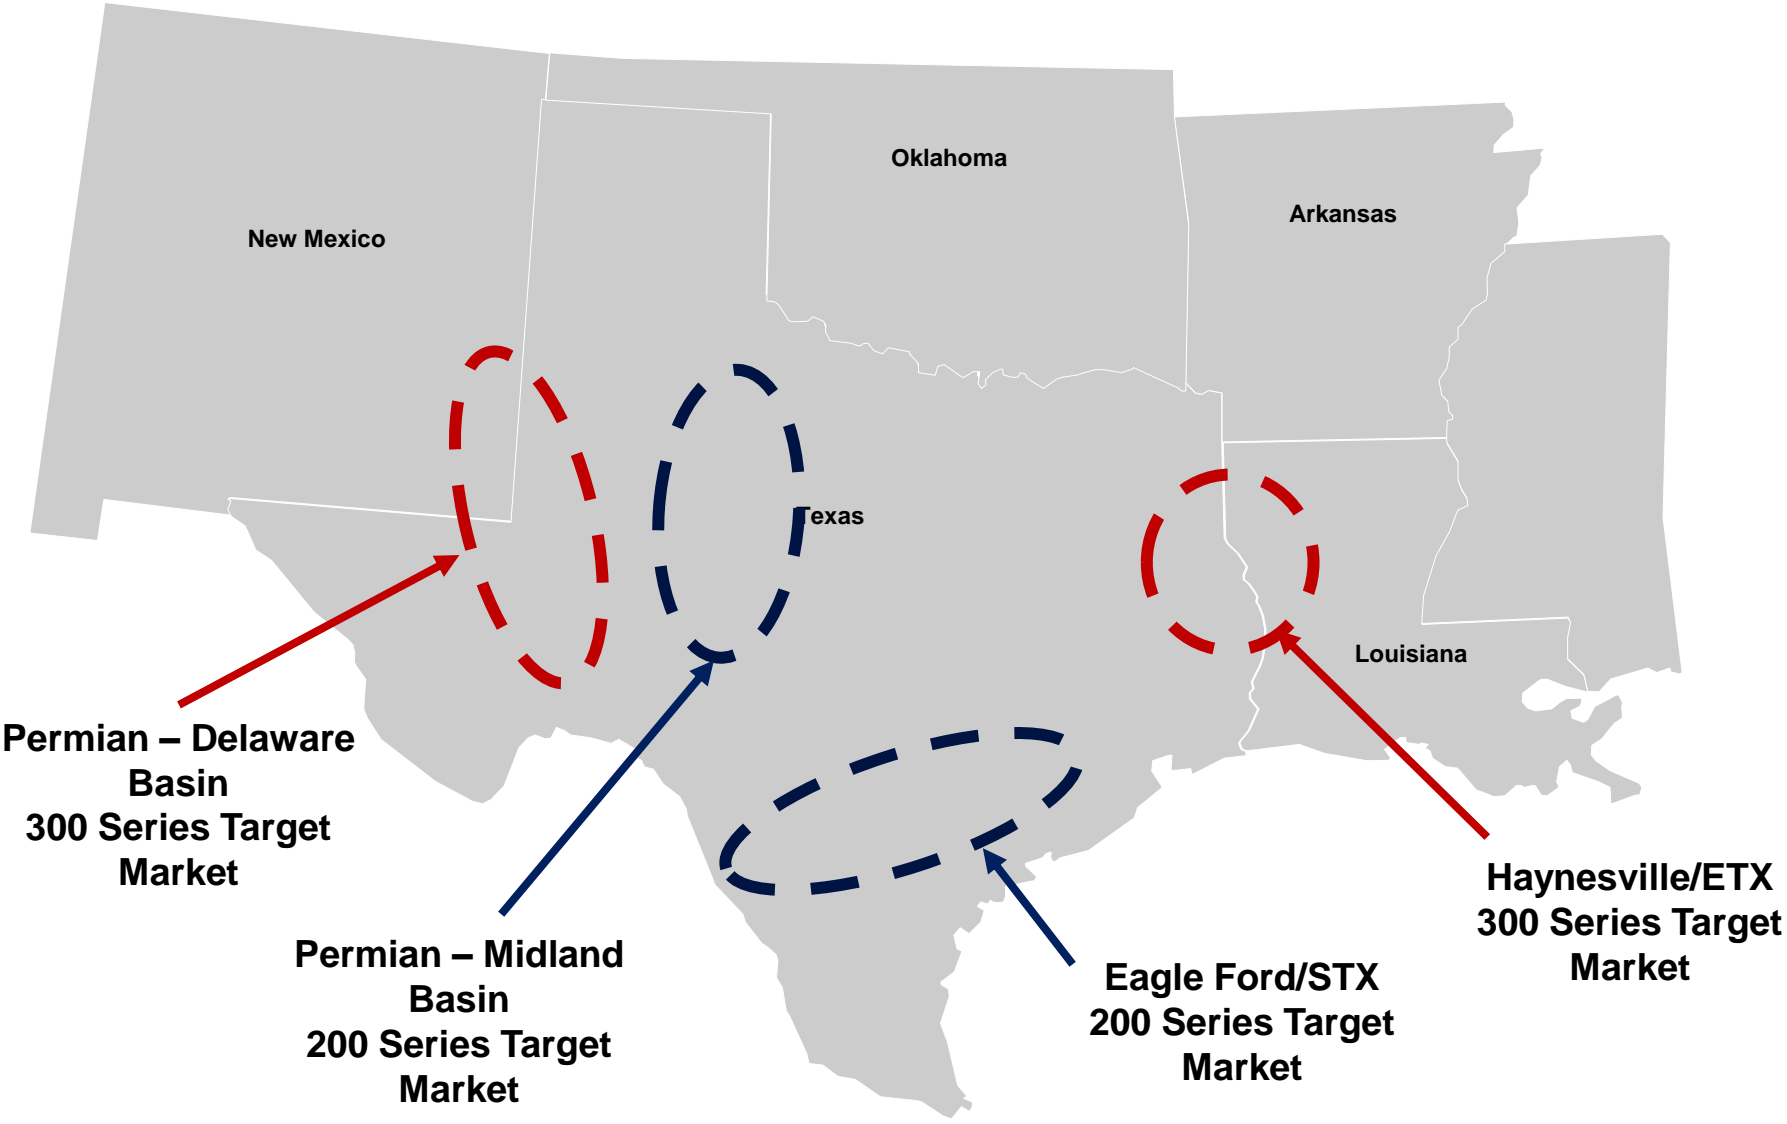 Oklahoma
Arkansas
New Mexico
Texas
Louisiana
Permian – Delaware
Basin
300 Series Target
Market
Permian – Midland
Basin
200 Series Target
Market
Eagle Ford/STX
200 Series Target
Market
Haynesville/ETX
300 Series Target
Market